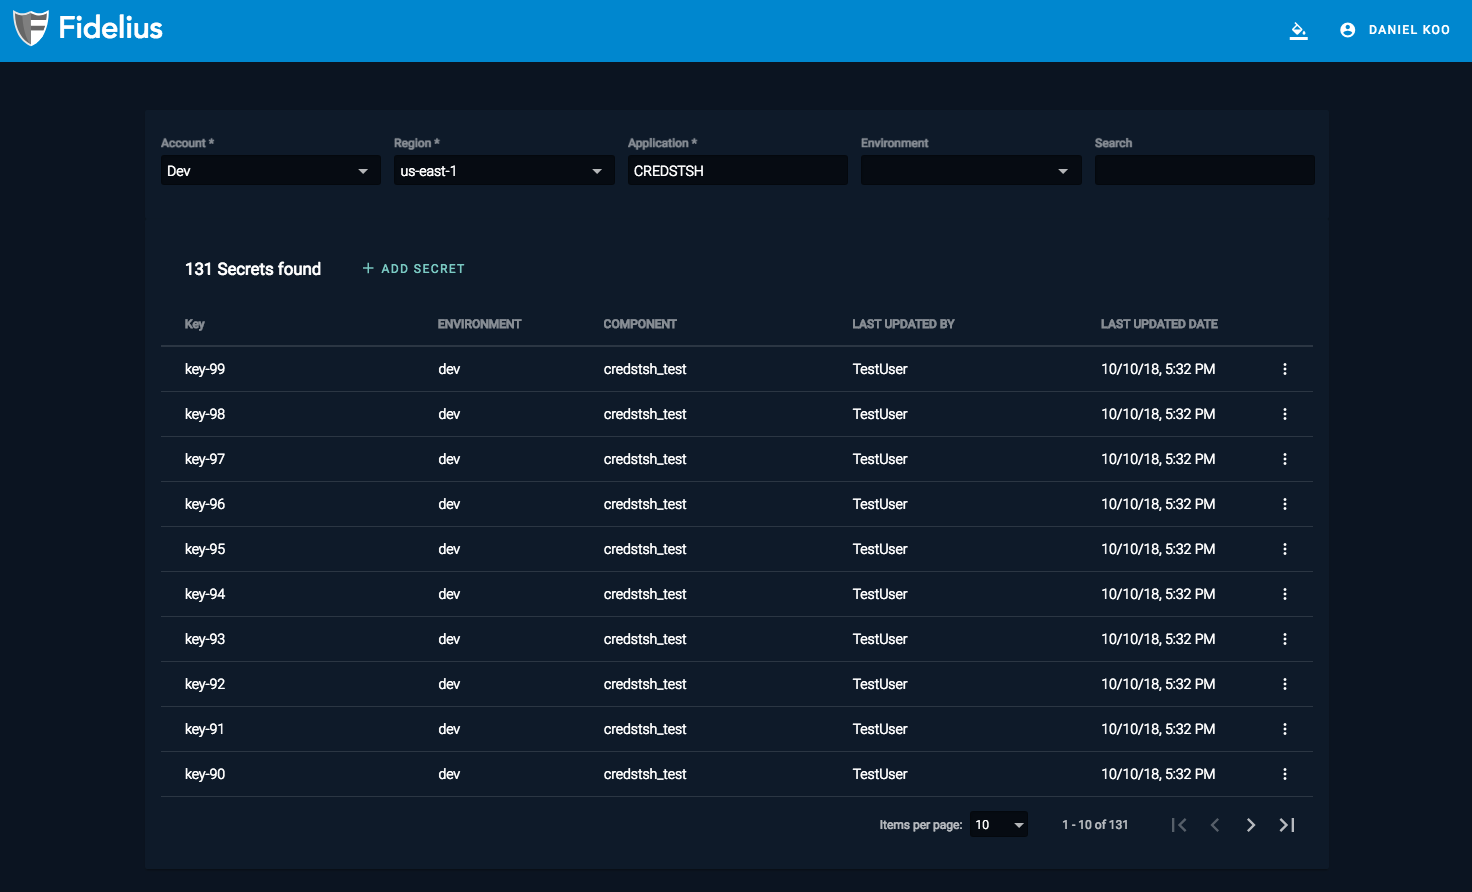 Fidelius
DANIEL KOO
Account * Region * Application * Environment Search
Dev us-east-1 CREDSTSH
131 Secrets found + ADD SECRET
Key ENVIRONMENT COMPONENT LAST UPDATED BY LAST UPDATED DATE
key-99 dev credstsh_test TestUser 10/10/18, 5:32 PM
key-98 dev credstsh_test TestUser 10/10/18, 5:32 PM
key-97 dev credstsh_test TestUser 10/10/18, 5:32 PM
key-96 dev credstsh_test TestUser 10/10/18, 5:32 PM
key-95 dev credstsh_test TestUser 10/10/18, 5:32 PM
key-94 dev credstsh_test TestUser 10/10/18, 5:32 PM
key-93 dev credstsh_test TestUser 10/10/18, 5:32 PM
key-92 dev credstsh_test TestUser 10/10/18, 5:32 PM
key-91 dev credstsh_test TestUser 10/10/18, 5:32 PM
key-90 dev credstsh_test TestUser 10/10/18, 5:32 PM
Items per page: 10 1 - 10 of 131